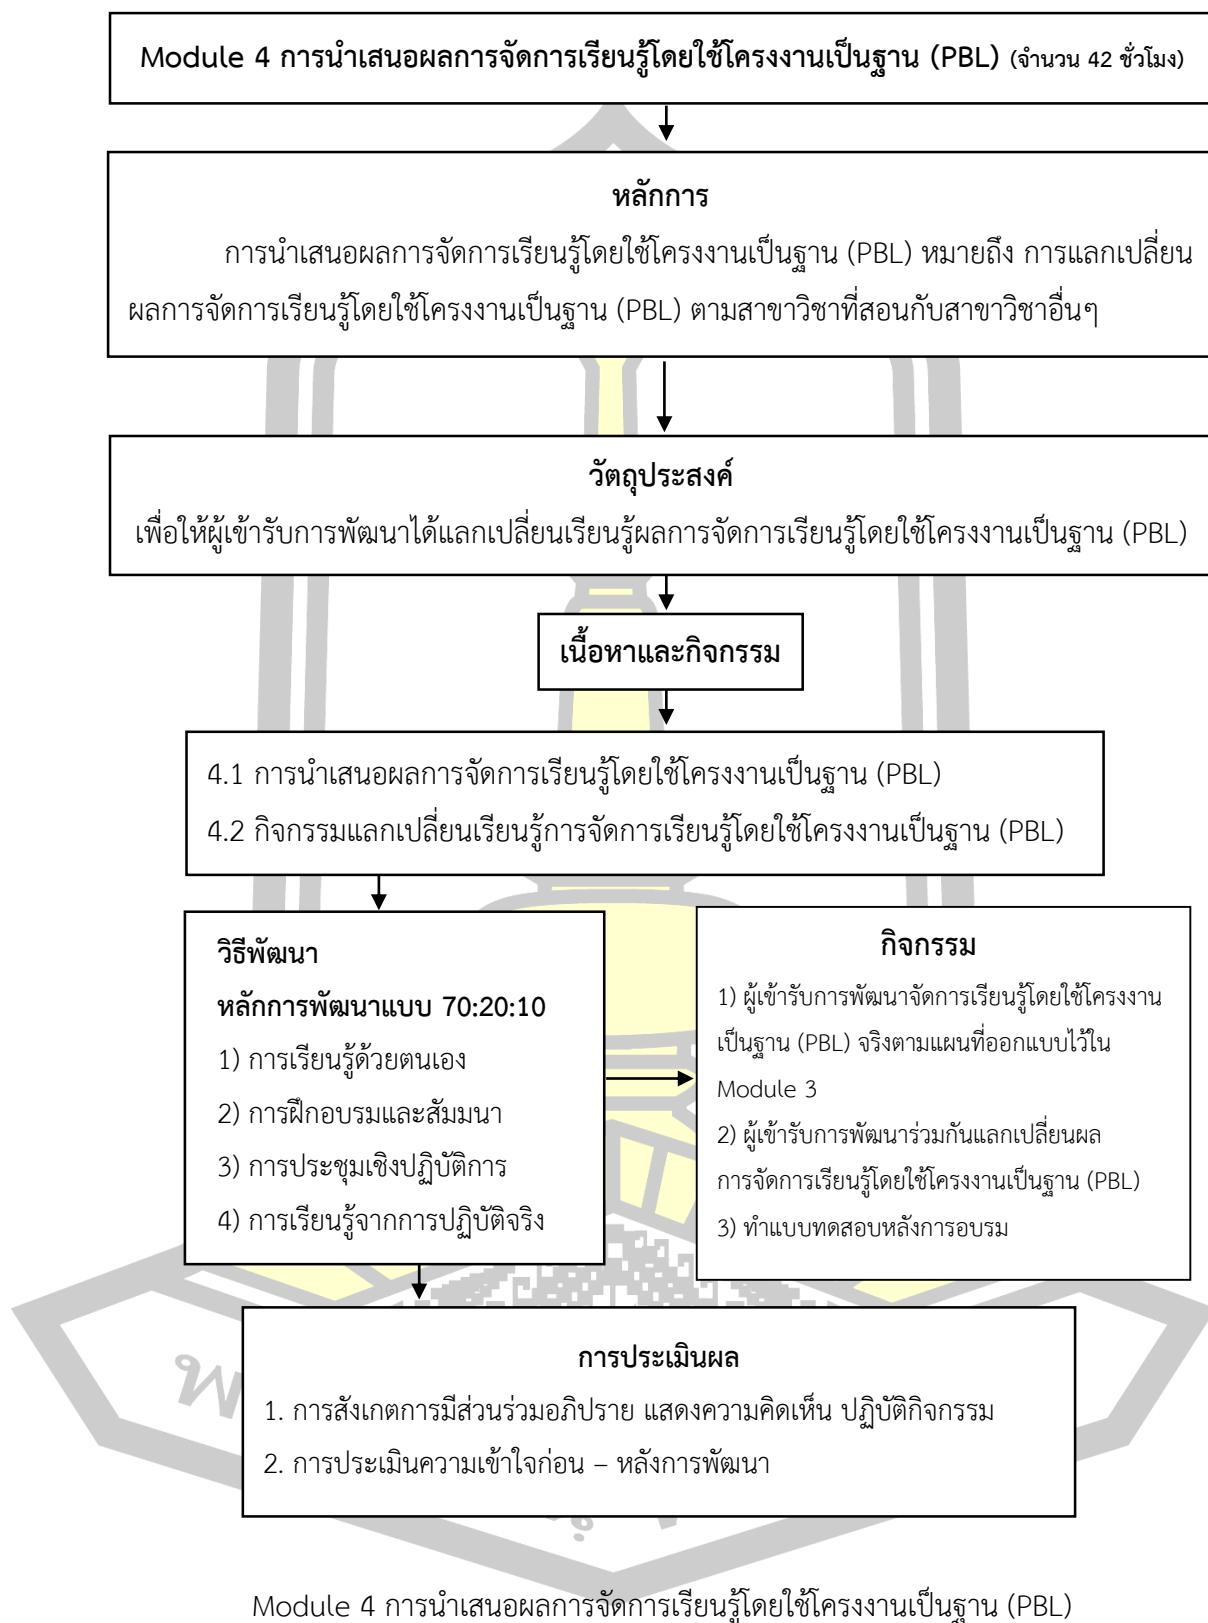 Module 4 การนำเสนอผลการจัดการเรียนรู้โดยใช้โครงงานเป็นฐาน (PBL) (จำนวน 42 ชั่วโมง)
หลักการ
การนำเสนอผลการจัดการเรียนรู้โดยใช้โครงงานเป็นฐาน (PBL) หมายถึง การแลกเปลี่ยน
ผลการจัดการเรียนรู้โดยใช้โครงงานเป็นฐาน (PBL) ตามสาขาวิชาที่สอนกับสาขาวิชาอื่นๆ
วัตถุประสงค์
เพื่อให้ผู้เข้ารับการพัฒนาได้แลกเปลี่ยนเรียนรู้ผลการจัดการเรียนรู้โดยใช้โครงงานเป็นฐาน (PBL)
เนื้อหาและกิจกรรม
4.1 การนำเสนอผลการจัดการเรียนรู้โดยใช้โครงงานเป็นฐาน (PBL)
4.2 กิจกรรมแลกเปลี่ยนเรียนรู้การจัดการเรียนรู้โดยใช้โครงงานเป็นฐาน (PBL)
วิธีพัฒนา
หลักการพัฒนาแบบ 70:20:10
1) การเรียนรู้ด้วยตนเอง
2) การฝึกอบรมและสัมมนา
3) การประชุมเชิงปฏิบัติการ
4) การเรียนรู้จากการปฏิบัติจริง
กิจกรรม
1) ผู้เข้ารับการพัฒนาจัดการเรียนรู้โดยใช้โครงงาน
เป็นฐาน (PBL) จริงตามแผนที่ออกแบบไว้ใน
Module 3
2) ผู้เข้ารับการพัฒนาร่วมกันแลกเปลี่ยนผล
การจัดการเรียนรู้โดยใช้โครงงานเป็นฐาน (PBL)
3) ทำแบบทดสอบหลังการอบรม
การประเมินผล
1. การสังเกตการมีส่วนร่วมอภิปราย แสดงความคิดเห็น ปฏิบัติกิจกรรม
2. การประเมินความเข้าใจก่อน – หลังการพัฒนา
Module 4 การนำเสนอผลการจัดการเรียนรู้โดยใช้โครงงานเป็นฐาน (PBL)